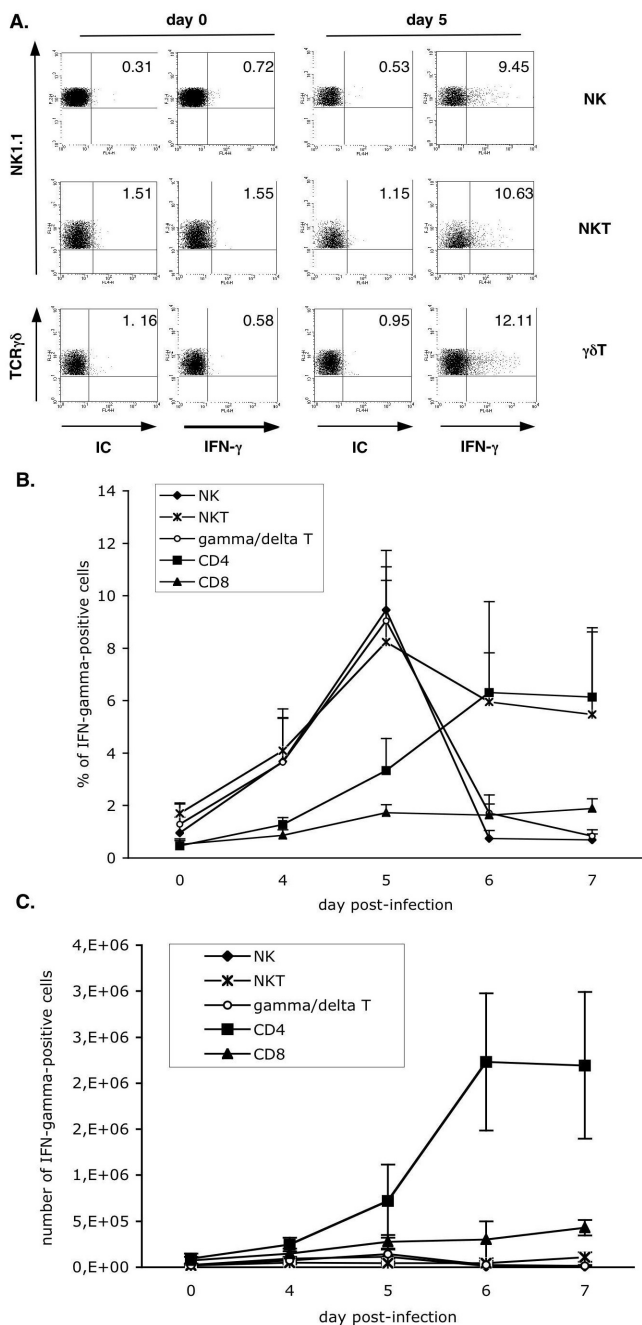 A.
day 0 day 5
NK1.1
0.31 0.72 0.53 9.45 NK
1.51 1.55 1.15 10.63 NKT
TCRγδ
1. 16 0.58 0.95 12.11 γδT
IC IFN-γ IC IFN-γ
B.
NK
NKT
gamma/delta T
CD4
CD8
% of IFN-gamma-positive cells
14
12
10
8
6
4
2
0
0 4 5 6 7
day post-infection
C.
NK
NKT
gamma/delta T
CD4
CD8
number of IFN-gamma-positive cells
4,E+06
3,E+06
3,E+06
2,E+06
2,E+06
1,E+06
5,E+05
0,E+00
0 4 5 6 7
day post-infection